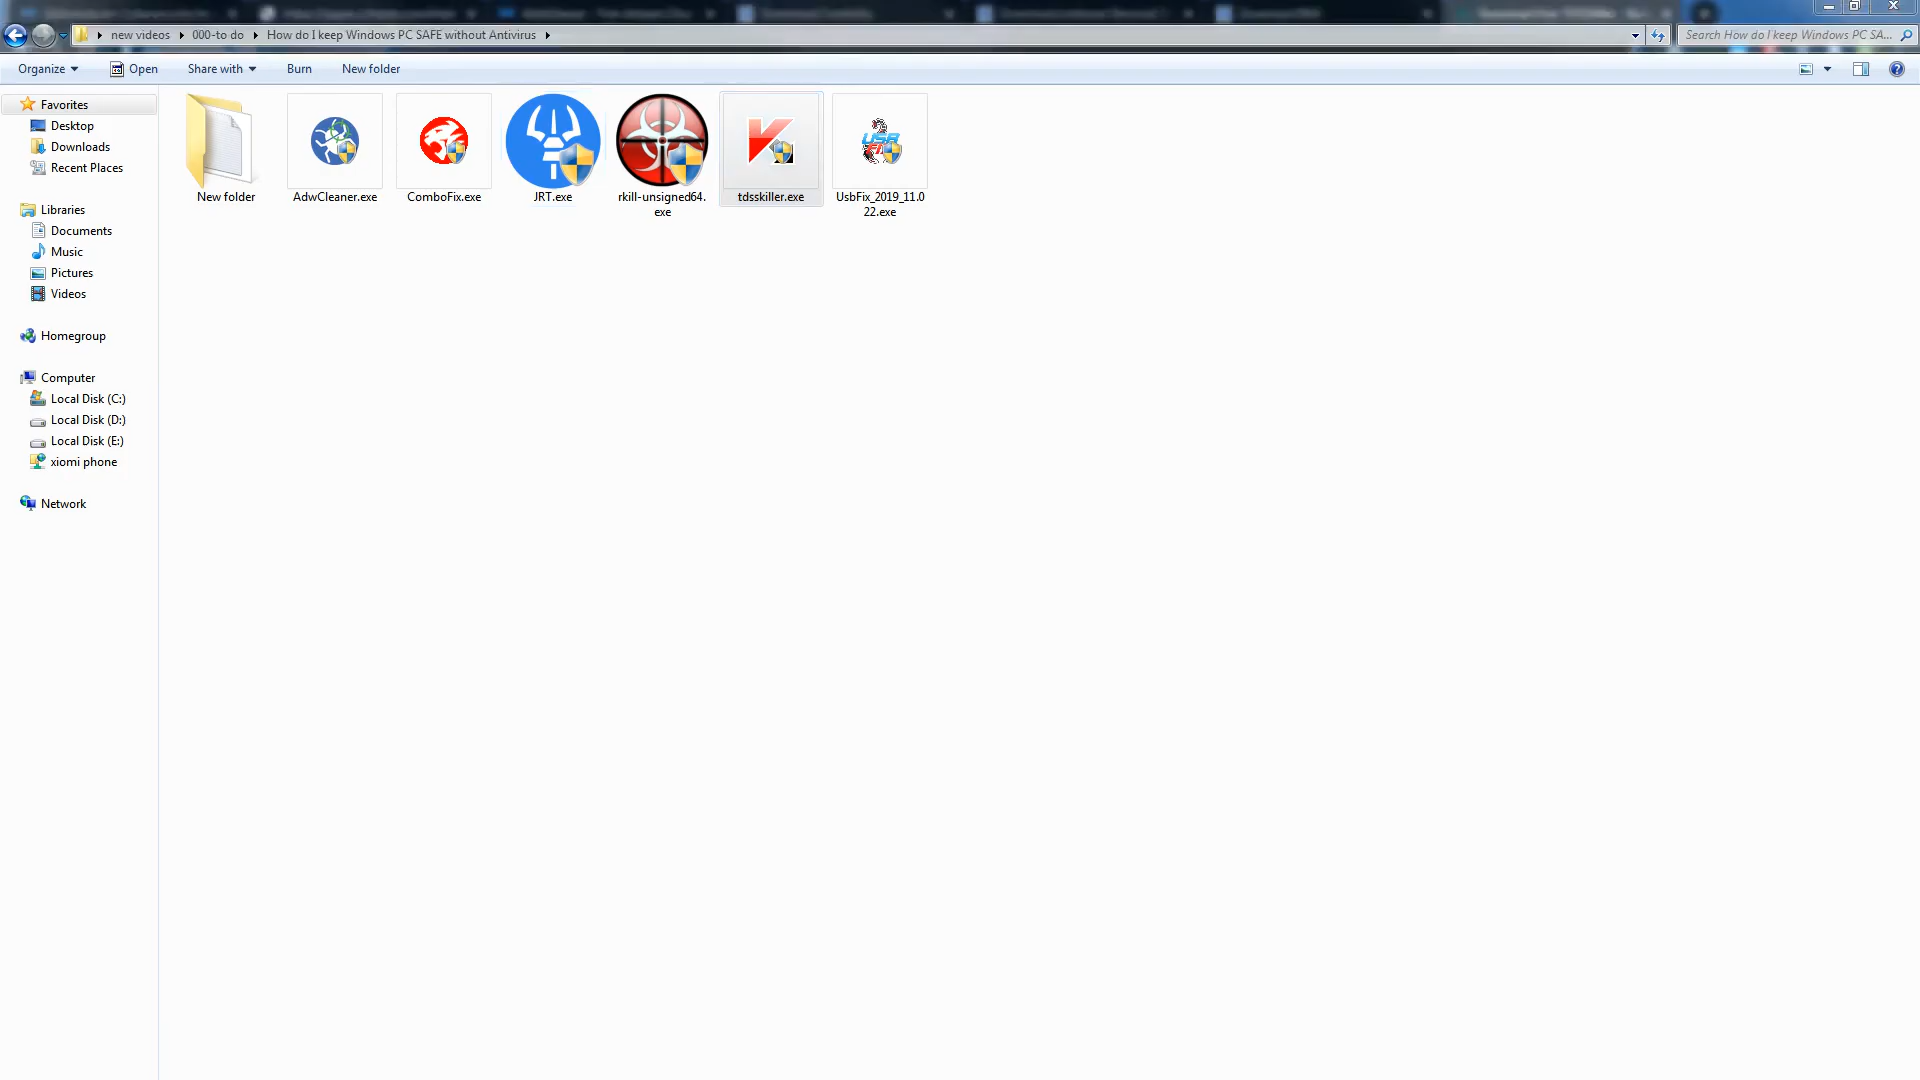 new videos 000-to do How do I keep Windows PC SAFE without Antivirus Search How do I keep Windows PC SA...
Organize Open Share with Burn New folder
Favorites
Desktop
Downloads
Recent Places
Libraries
Documents
Music
Pictures
Videos
Homegroup
Computer
Local Disk (C:)
Local Disk (D:)
Local Disk (E:)
xiomi phone
Network
New folder
AdwCleaner.exe
ComboFix.exe
JRT.exe
rkill-unsigned64.
exe
tdsskiller.exe
UsbFix_2019_11.0
22.exe